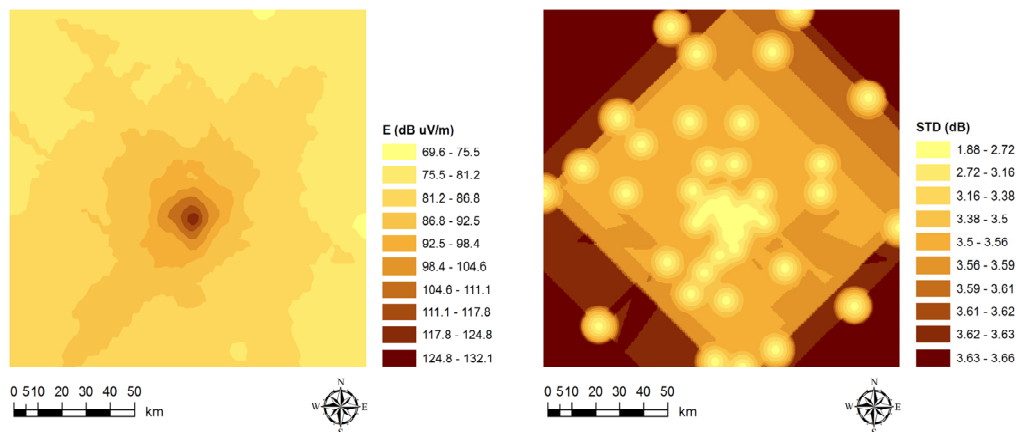 E (dB uV/m)
69.6 - 75.5
75.5 - 81.2
81.2 - 86.8
86.8 - 92.5
92.5 - 98.4
98.4 - 104.6
104.6 - 111.1
111.1 - 117.8
117.8 - 124.8
124.8 - 132.1
0 5 10 20 30 40 50
km
N
W E
S
STD (dB)
1.88 - 2.72
2.72 - 3.16
3.16 - 3.38
3.38 - 3.5
3.5 - 3.56
3.56 - 3.59
3.59 - 3.61
3.61 - 3.62
3.62 - 3.63
3.63 - 3.66
0 5 10 20 30 40 50
km
N
W E
S